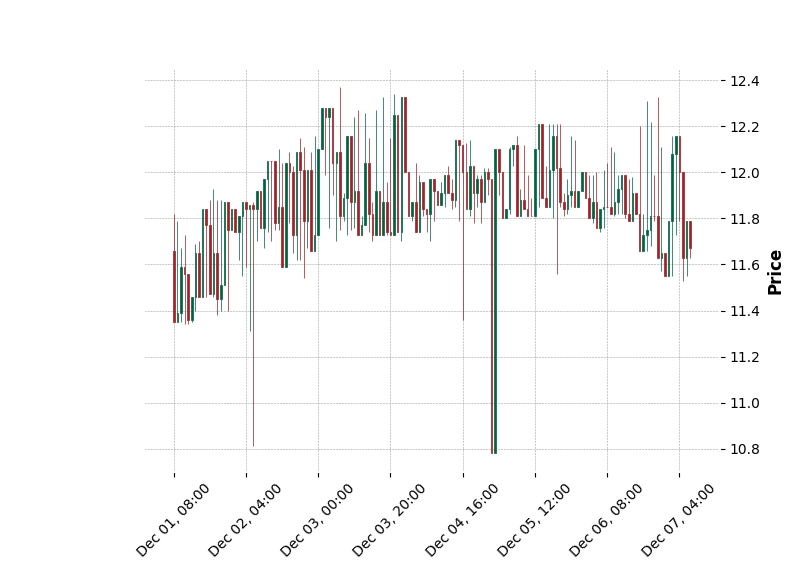 12.4
12.2
12.0
11.8
11.6
11.4
11.2
11.0
10.8
Price
Dec 01, 08:00
Dec 02, 04:00
Dec 03, 00:00
Dec 03, 20:00
Dec 04, 16:00
Dec 05, 12:00
Dec 06, 08:00
Dec 07, 04:00